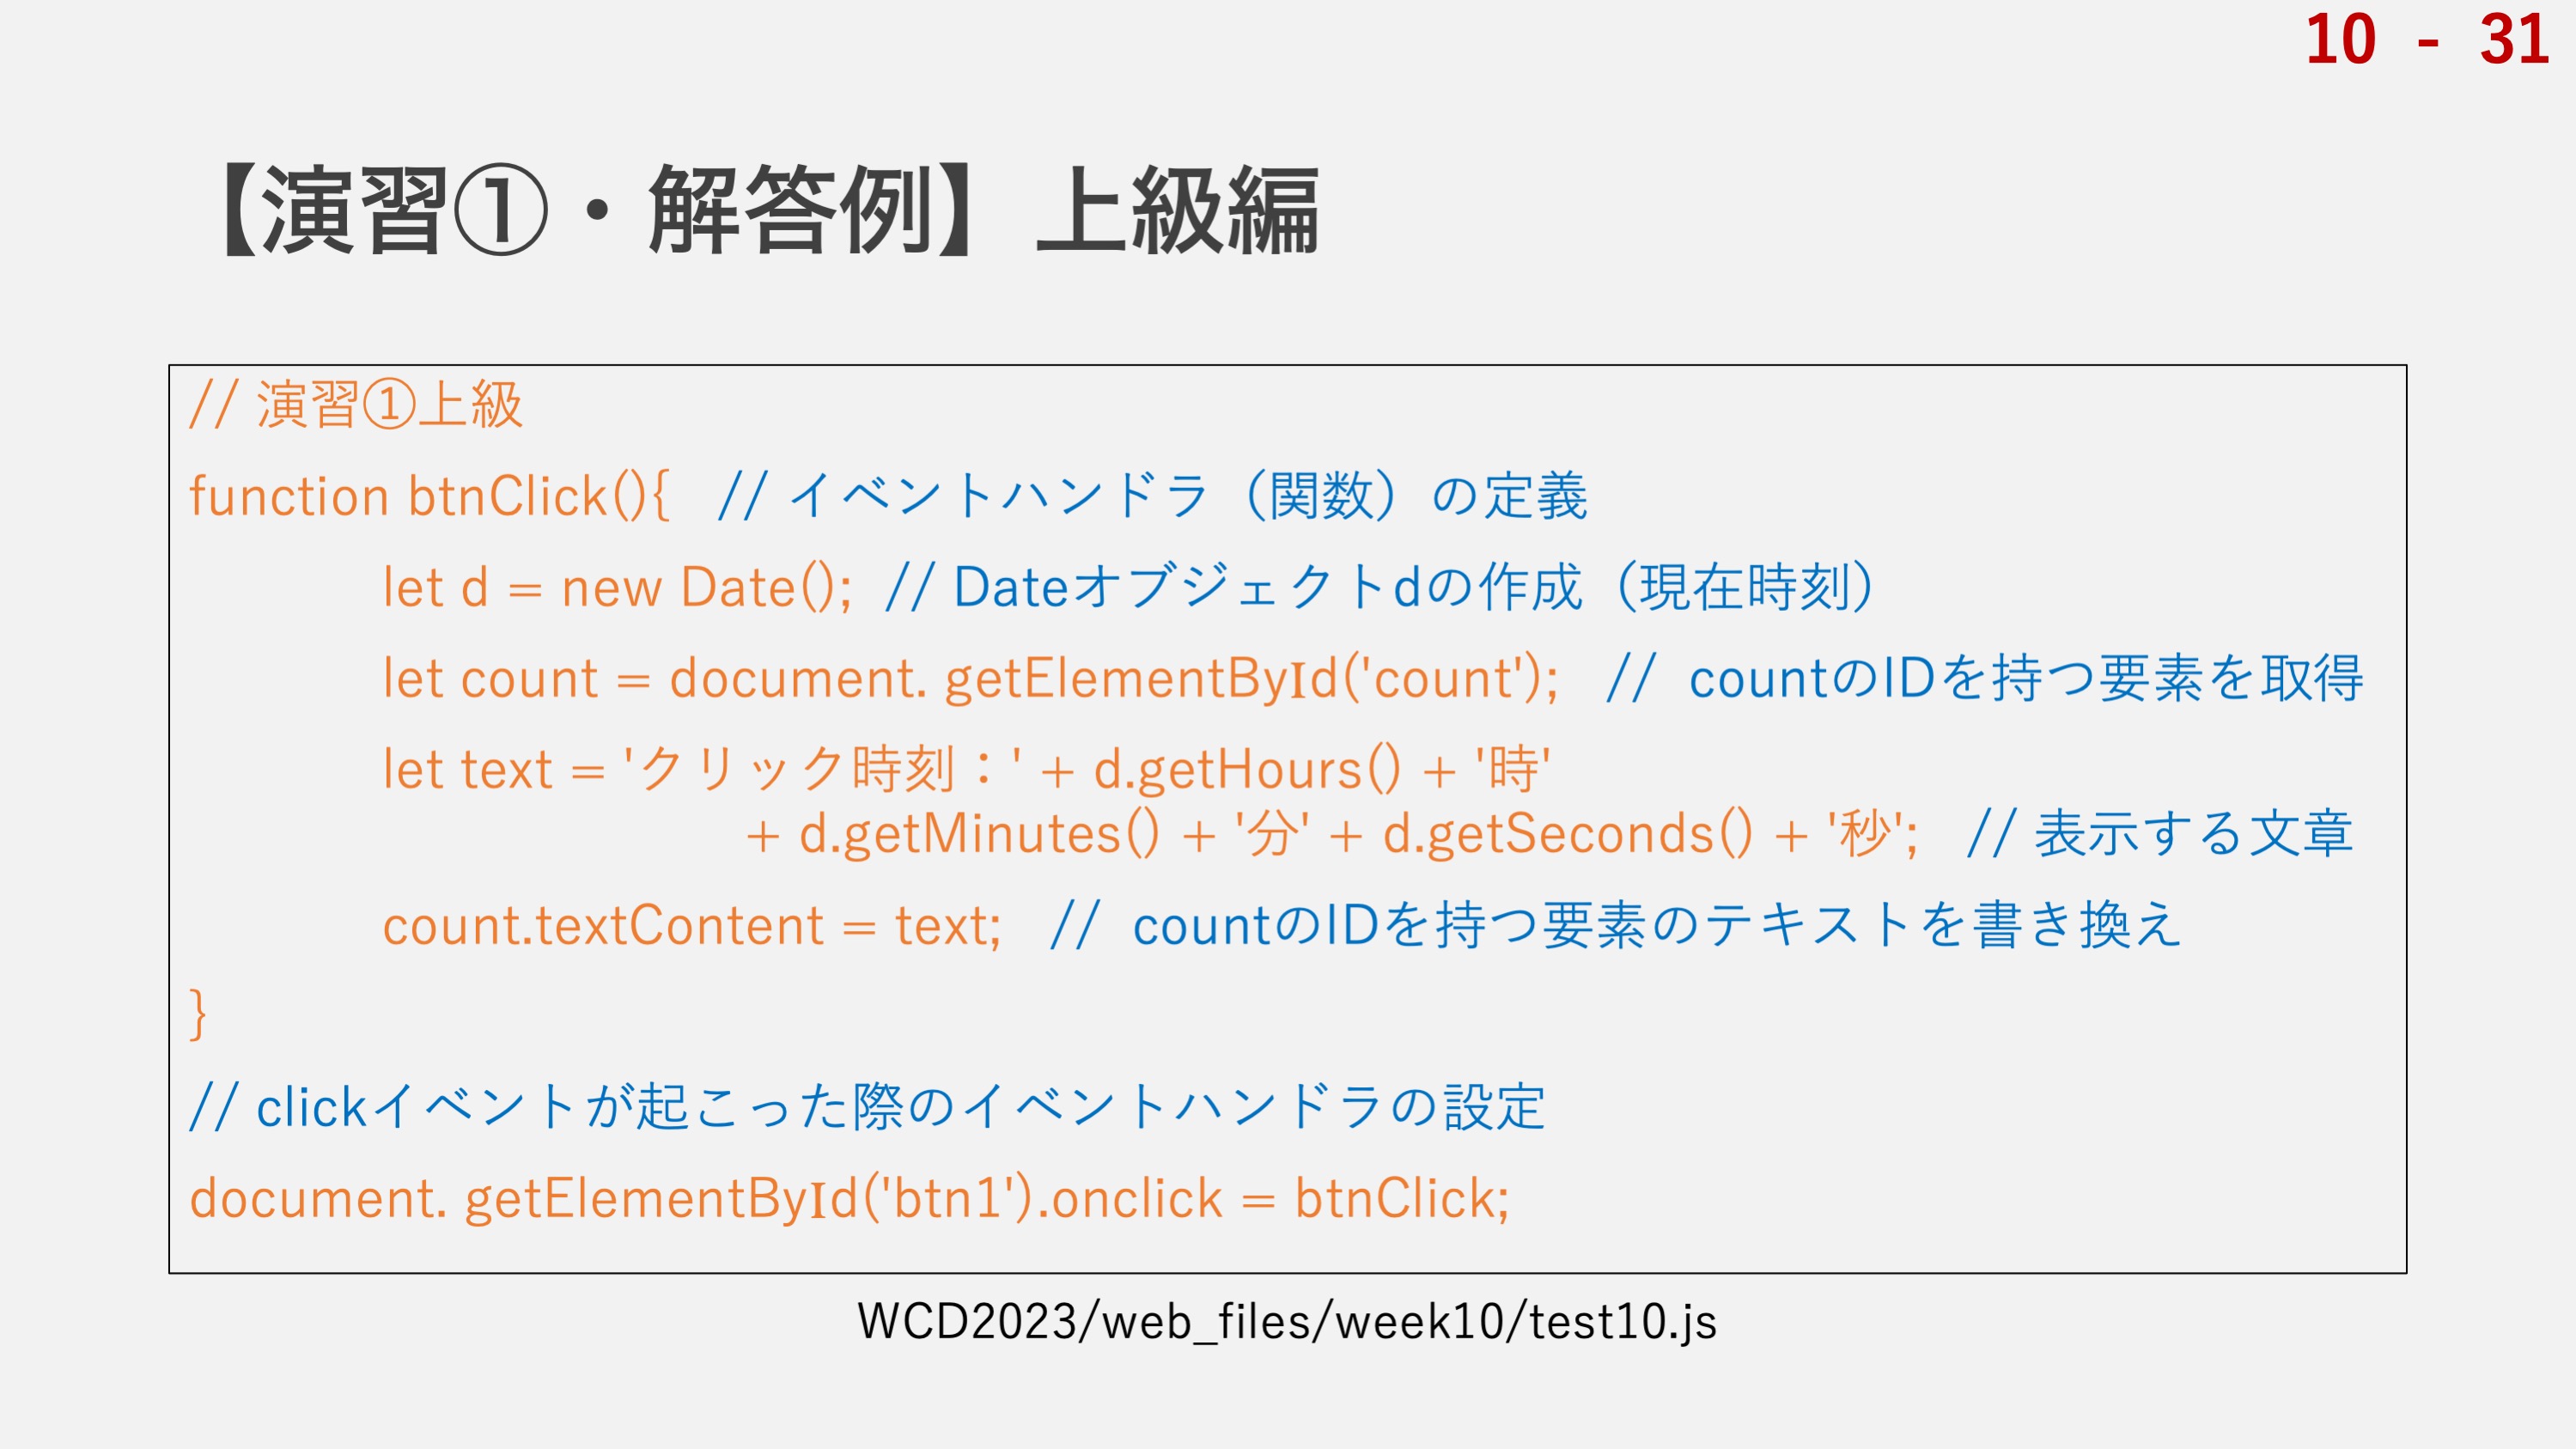 10 - 31
【演習①・解答例】上級編
// 演習①上級
function btnClick(){ // イベントハンドラ（関数）の定義
let d = new Date(); // Dateオブジェクトdの作成（現在時刻）
let count = document. getElementById('count'); // countのIDを持つ要素を取得
let text = 'クリック時刻：' + d.getHours() + '時'
+ d.getMinutes() + '分' + d.getSeconds() + '秒'; // 表示する文章
count.textContent = text; // countのIDを持つ要素のテキストを書き換え
}
// clickイベントが起こった際のイベントハンドラの設定
document. getElementById('btn1').onclick = btnClick;
WCD2023/web_files/week10/test10.js